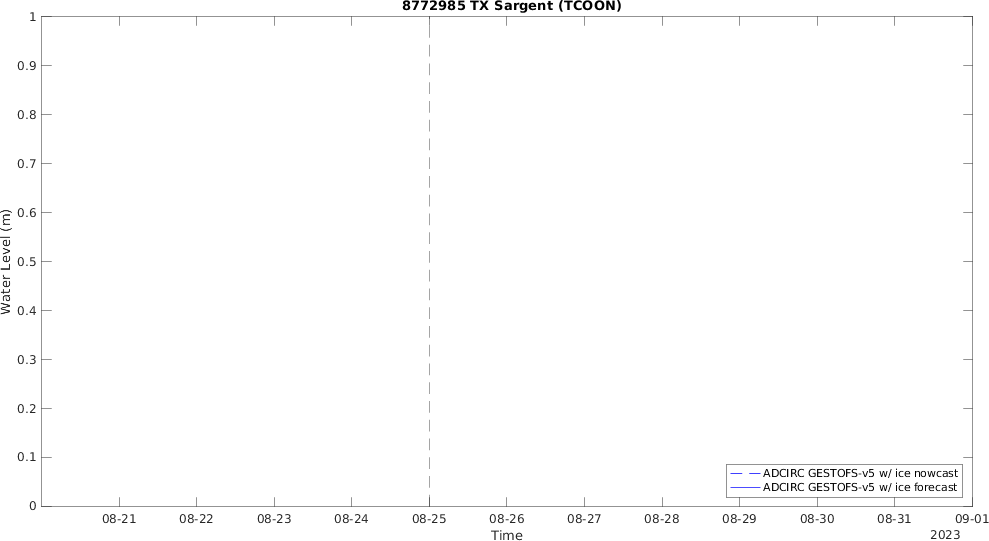 8772985 TX Sargent (TCOON)
1
0.9
0.8
0.7
0.6
0.5
0.4
0.3
0.2
0.1
0
Water Level (m)
ADCIRC GESTOFS-v5 w/ ice nowcast
ADCIRC GESTOFS-v5 w/ ice forecast
08-21 08-22 08-23 08-24 08-25 08-26 08-27 08-28 08-29 08-30 08-31 09-01
Time
2023